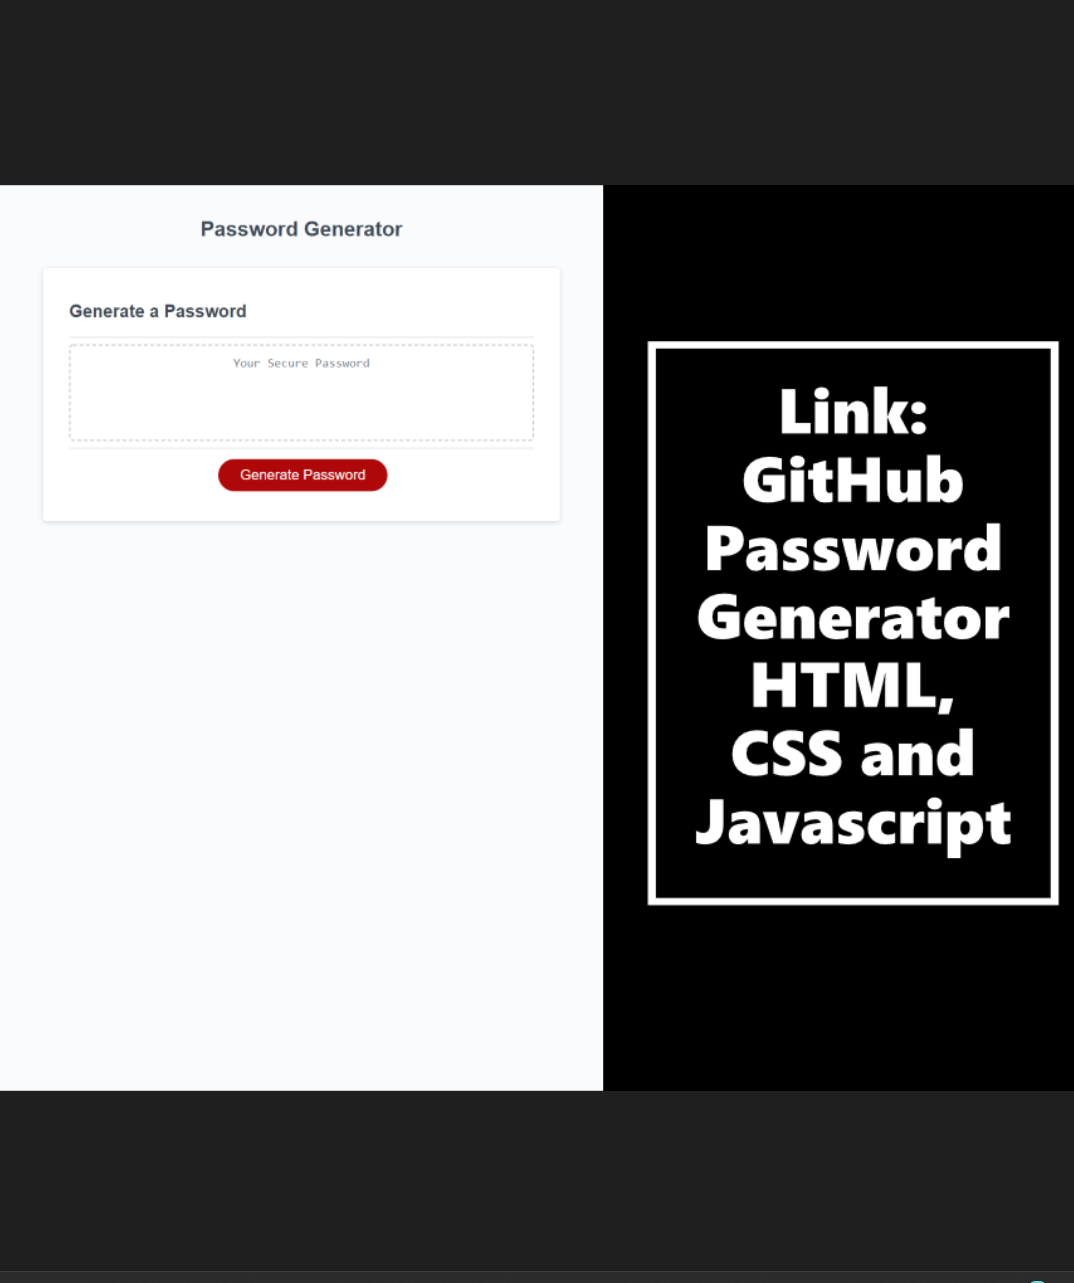 Password Generator
Generate a Password
Your Secure Password
Generate Password
Link:
GitHub
Password
Generator
HTML,
CSS and
Javascript